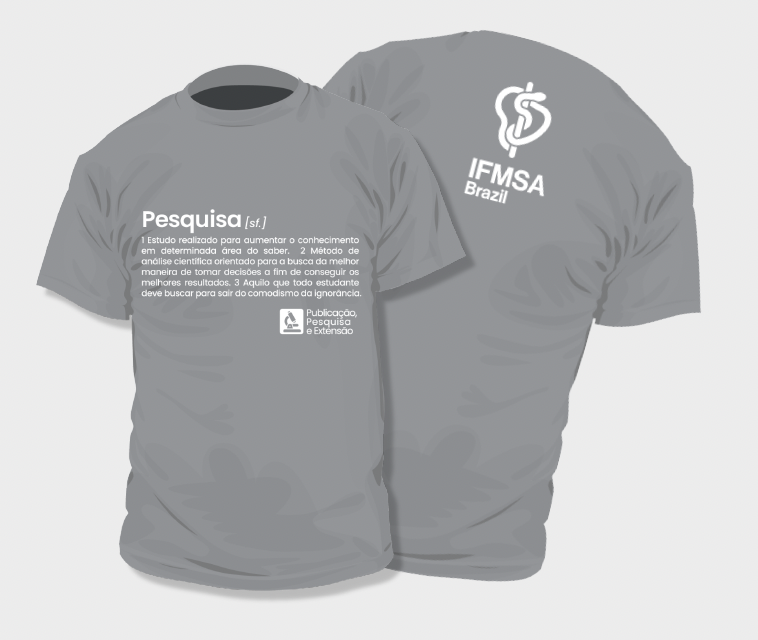 Pesquisa [sf.]
1 Estudo realizado para aumentar o conhecimento
em determinada área do saber. 2 Método de
análise científica orientado para a busca da melhor
maneira de tomar decisões a fim de conseguir os
melhores resultados. 3 Aquilo que todo estudante
deve buscar para sair do comodismo da ignorância.
Publicação,
Pesquisa
e Extensão
IFMSA
Brazil